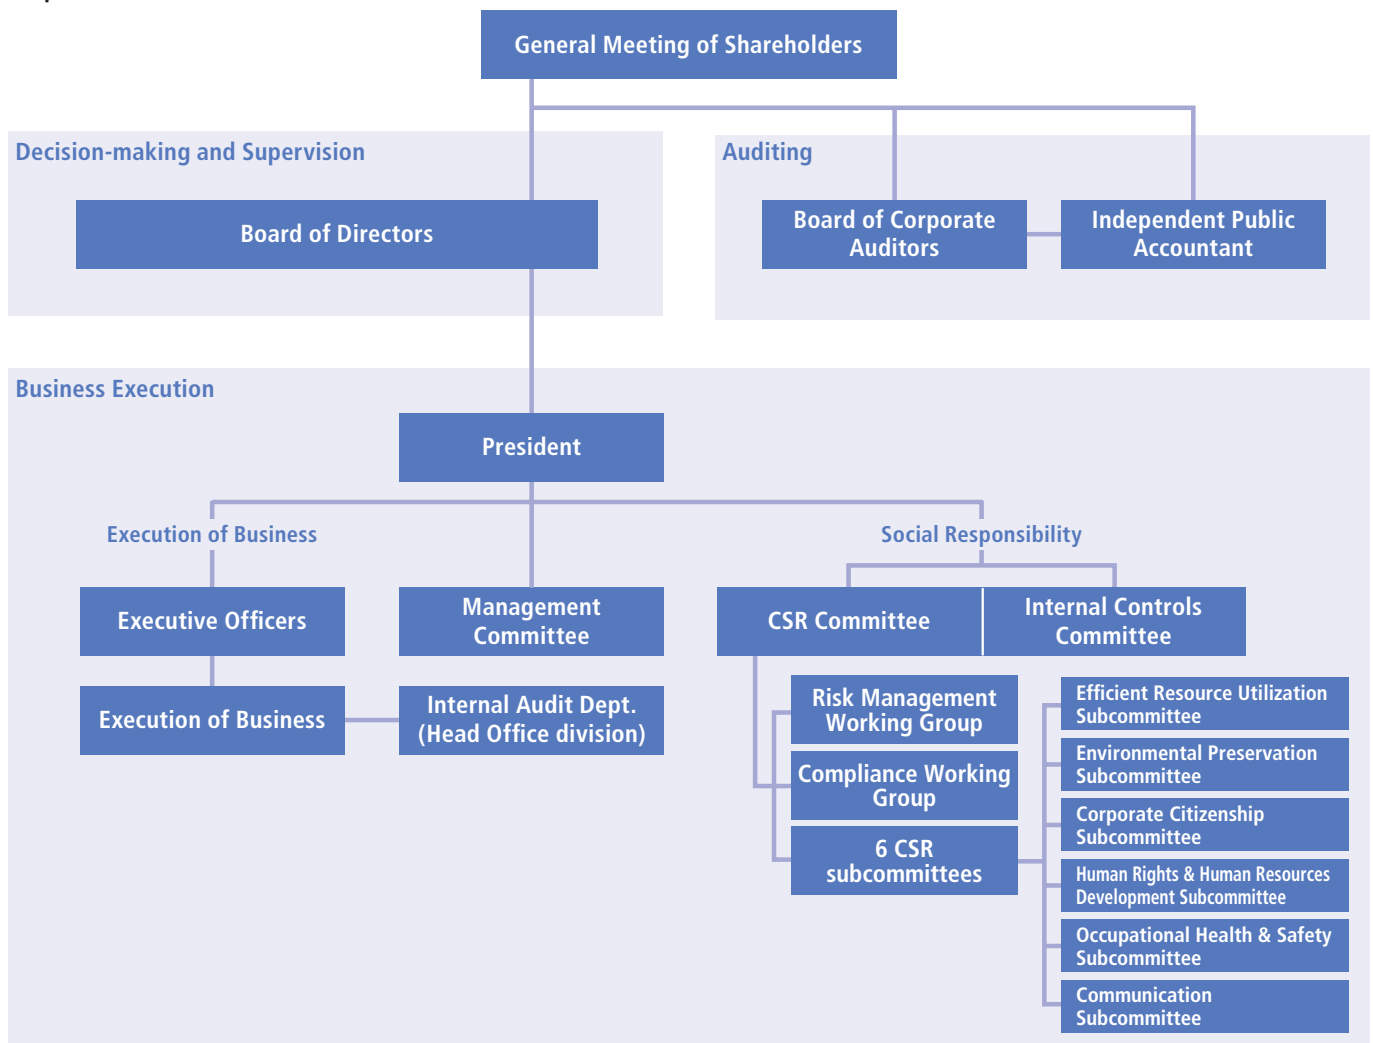 General Meeting of Shareholders
Decision-making and Supervision
Auditing
Board of Directors
Board of Corporate
Auditors
Independent Public
Accountant
Business Execution
President
Execution of Business
Social Responsibility
Executive Officers
Management
Committee
CSR Committee
Internal Controls
Committee
Execution of Business
Internal Audit Dept.
(Head Office division)
Risk Management
Working Group
Compliance Working
Group
6 CSR
subcommittees
Efficient Resource Utilization
Subcommittee
Environmental Preservation
Subcommittee
Corporate Citizenship
Subcommittee
Human Rights & Human Resources
Development Subcommittee
Occupational Health & Safety
Subcommittee
Communication
Subcommittee